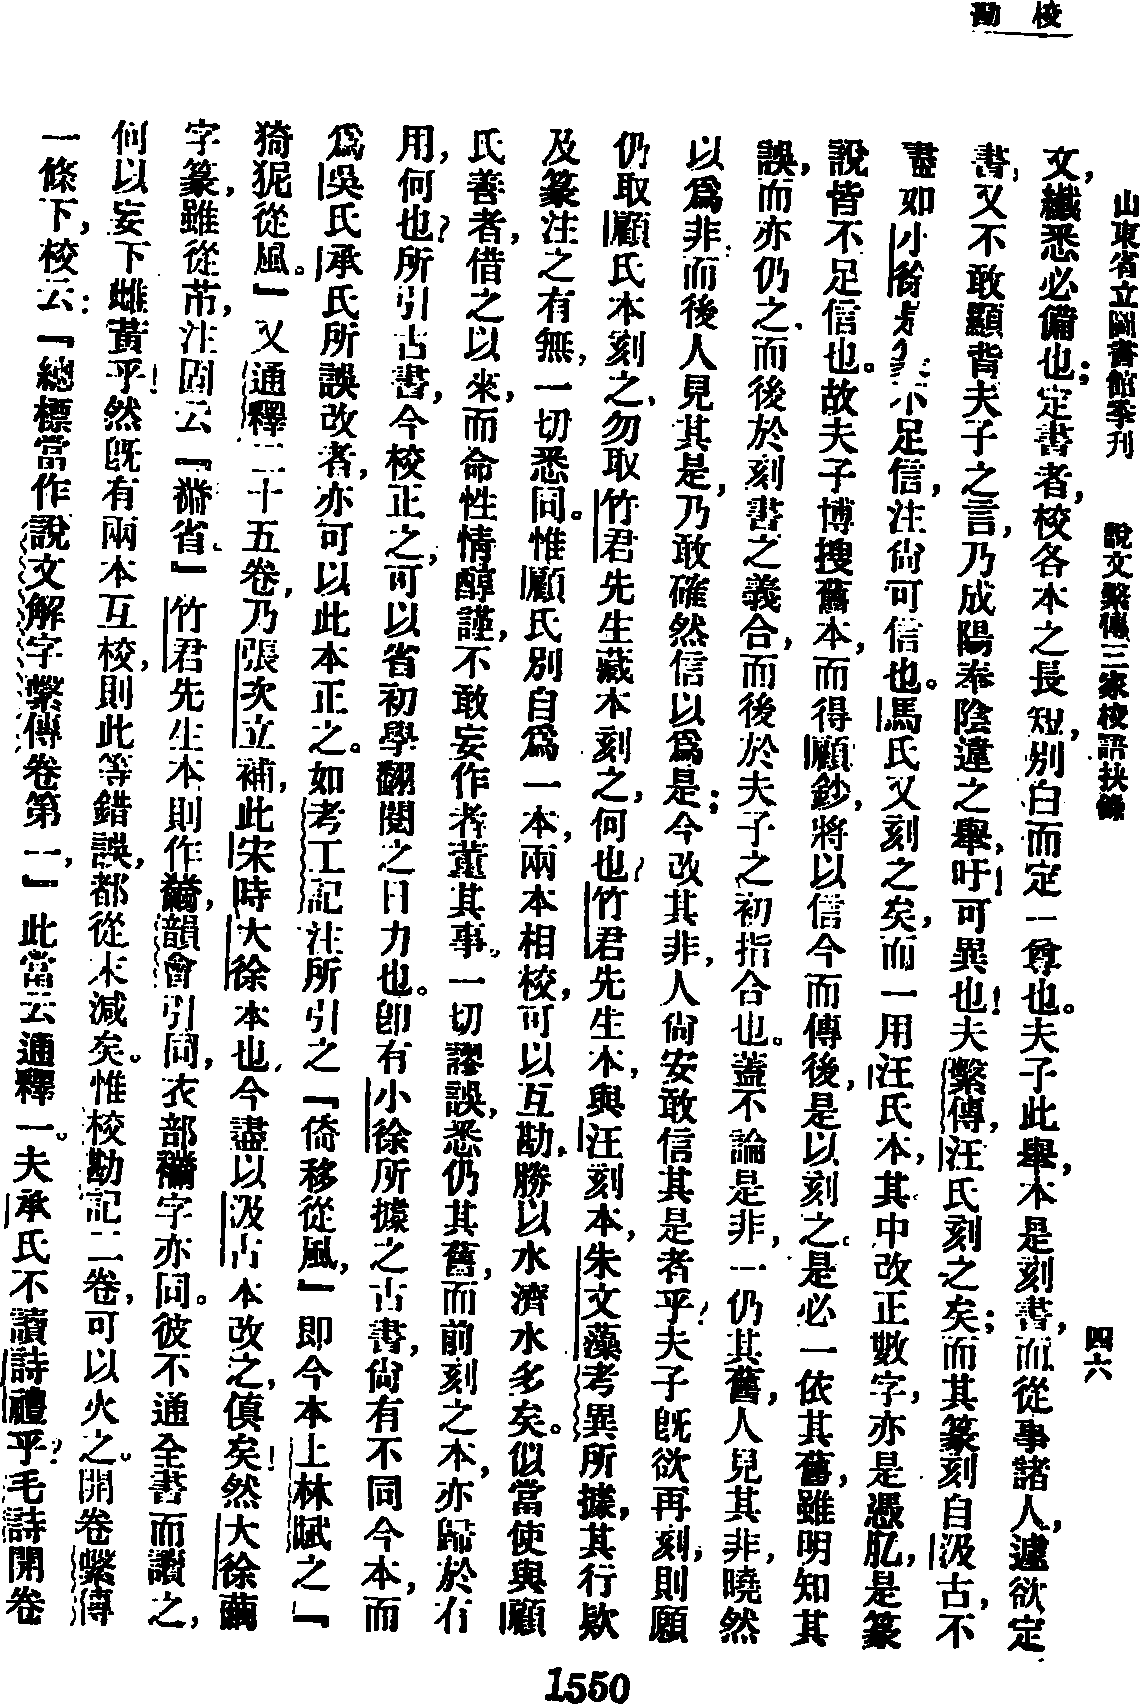 校勘
山東省立圖書館季刊　說文繫傳三家校語抉錄　四六
文，纖悉必備也；定書者，校各本之長短，別白而定一尊也。夫子此舉，本是刻書，而從事諸人，遽欲定
書，又不敢顯背夫子之言，乃成陽奉陰違之舉，吁！可異也！夫繫傳，汪氏刻之矣；而其篆刻自汲古，不
盡如小徐，是篆不足信，注尙可信也。馬氏又刻之矣，而一用汪氏本，其中改正數字，亦是憑肊，是篆
說皆不足信也。故夫子博搜舊本，而得顧鈔，將以信今而傳後，是以刻之。是必一依其舊，雖明知其
誤，而亦仍之，而後於刻書之義合，而後於夫子之初指合也。蓋不論是非，一仍其舊，人見其非，曉然
以爲非，而後人見其是，乃敢確然信以爲是；今改其非，人尙安敢信其是者乎？夫子旣欲再刻，則願
仍取顧氏本刻之，勿取竹君先生藏本刻之，何也？竹君先生本，與汪刻本，朱文藻考異所據，其行欵
及篆注之有無，一切悉同。惟顧氏別自爲一本，兩本相校，可以互勘，勝以水濟水多矣。似當使與顧
氏善者，借之以來，而命性情醇謹，不敢妄作者董其事。一切謬誤，悉仍其舊，而前刻之本，亦歸於有
用，何也？所引古書，今校正之，可以省初學翻閱之日力也。卽有小徐所據之古書，尙有不同今本，而
爲吳氏承氏所誤改者，亦可以此本正之。如考工記注所引之『倚移從風，』即今本上林賦之『
猗狔從風。』又通釋二十五卷，乃張次立補，此宋時大徐本也，今盡以汲古本改之，傎矣！然大徐繭
字篆，雖從芇，注固云『黹省。』竹君先生本則作黹，韻會引同，衣部襺字亦同。彼不通全書而讀之，
何以妄下雌黃乎！然旣有兩本互校，則此等錯誤，都從末減矣。惟校勘記二卷，可以火之。開卷繫傳
一條下，校云：『總標當作說文解字繫傳卷第一，』此當云通釋一。夫承氏不讀詩禮乎？毛詩開卷
1550